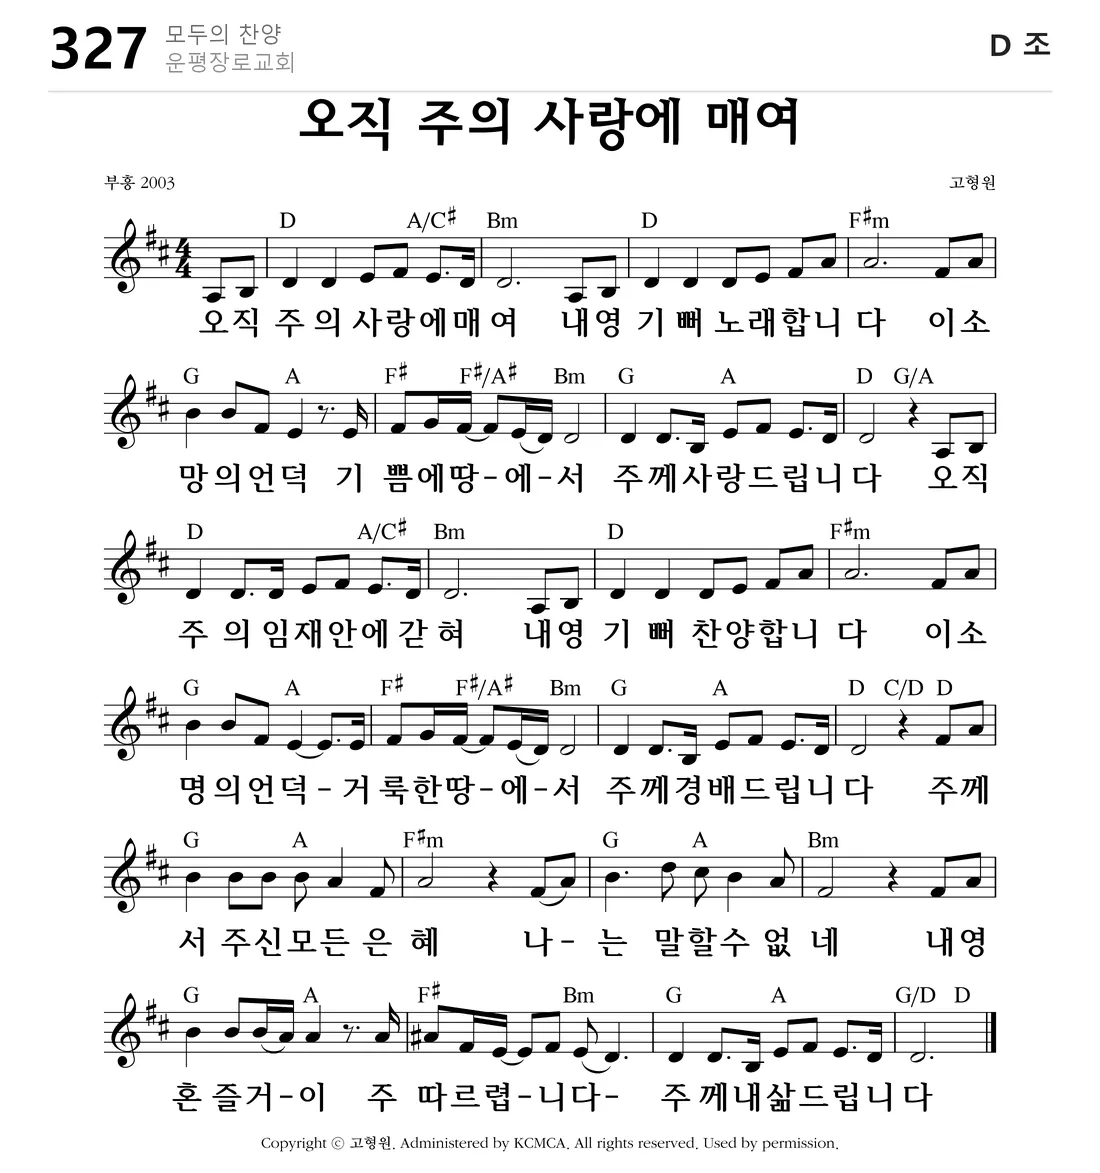 327 모두의 찬양
운평장로교회
D 조
오직 주의 사랑에 매여
부흥 2003 고형원
D A/C♯ Bm D F♯m
오직 주 의 사랑에매 여 내영 기 뻐 노래합니 다 이소
G A F♯ F♯/A♯ Bm G A D G/A
망의언덕 기 쁨에땅-에-서 주께사랑드립니 다 오직
D A/C♯ Bm D F♯m
주 의 임재안에 갇 혀 내영 기 뻐 찬양합니 다 이소
G A F♯ F♯/A♯ Bm G A D C/D D
명의언덕 - 거 룩한땅-에-서 주께경배드립니 다 주께
G A F♯m G A Bm
서 주신모든 은 혜 나- 는 말할수 없 네 내영
G A F♯ Bm G A G/D D
혼 즐거-이 주 따르렵-니다- 주 께내삶드립니 다
Copyright ⓒ 고형원. Administered by KCMCA. All rights reserved. Used by permission.